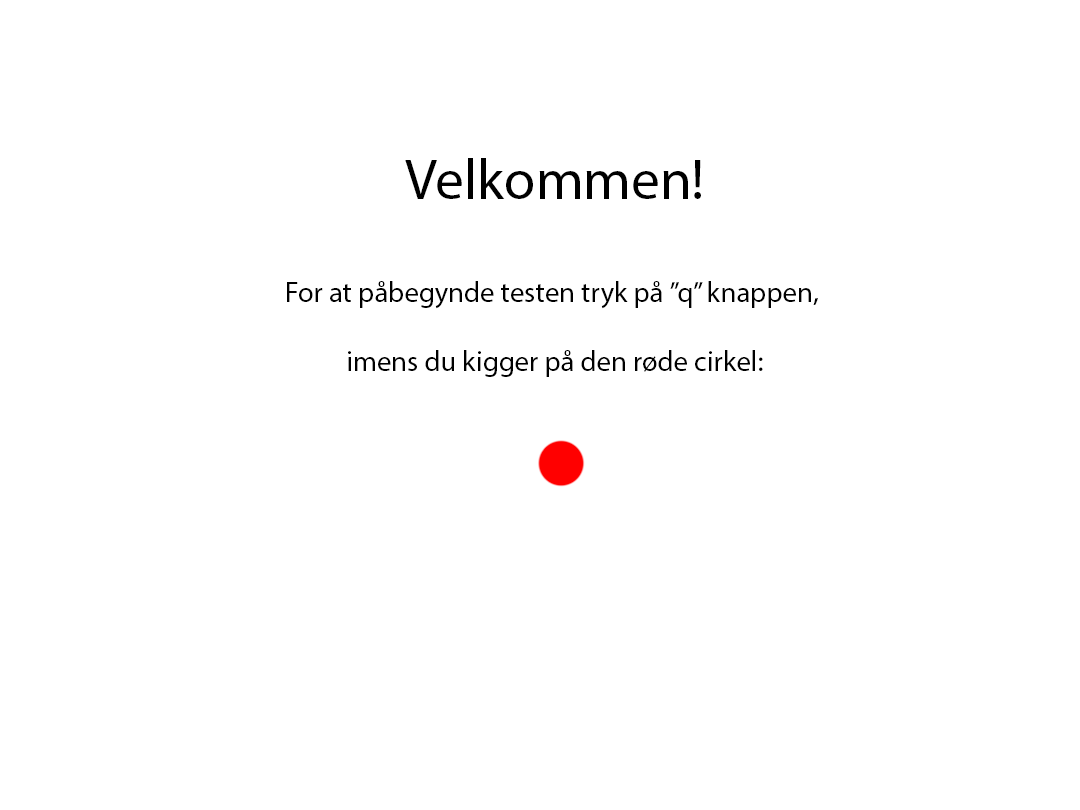 Velkommen!
For at påbegynde testen tryk på ”q” knappen,
imens du kigger på den røde cirkel: